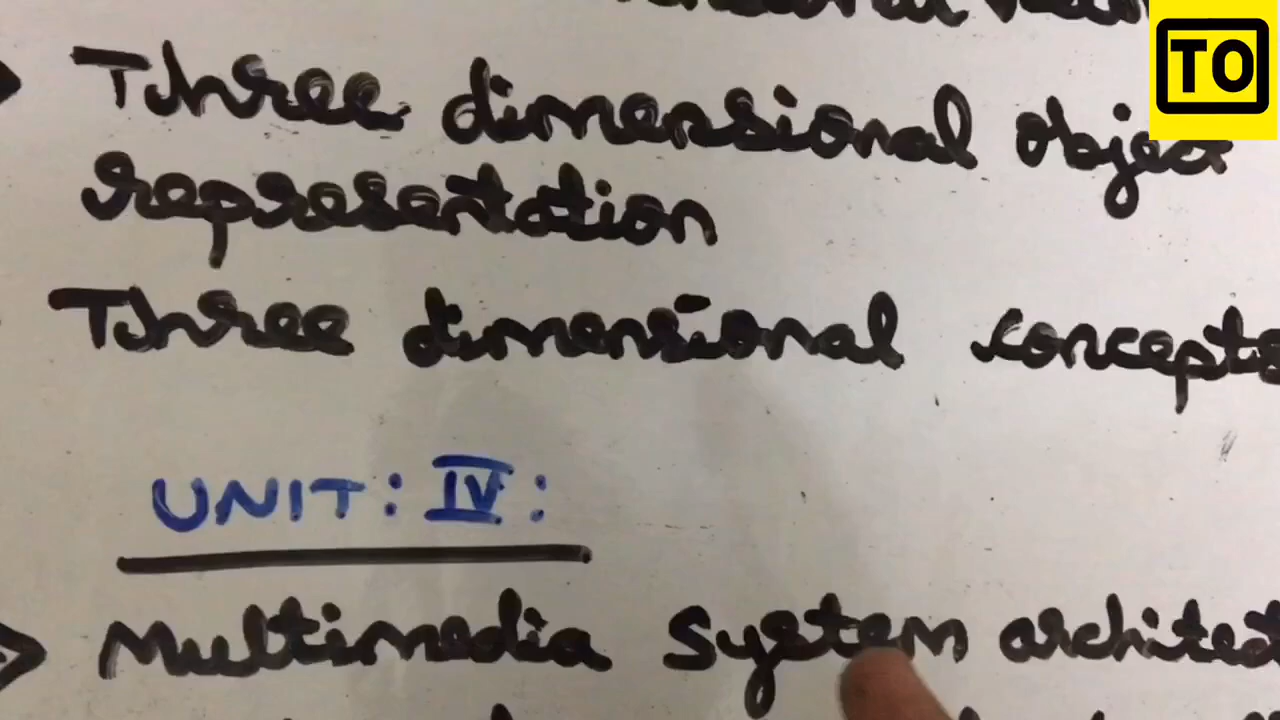 TO
Three dimensional object
representation
Three dimensional concepts
UNIT: IV:
Multimedia System architect